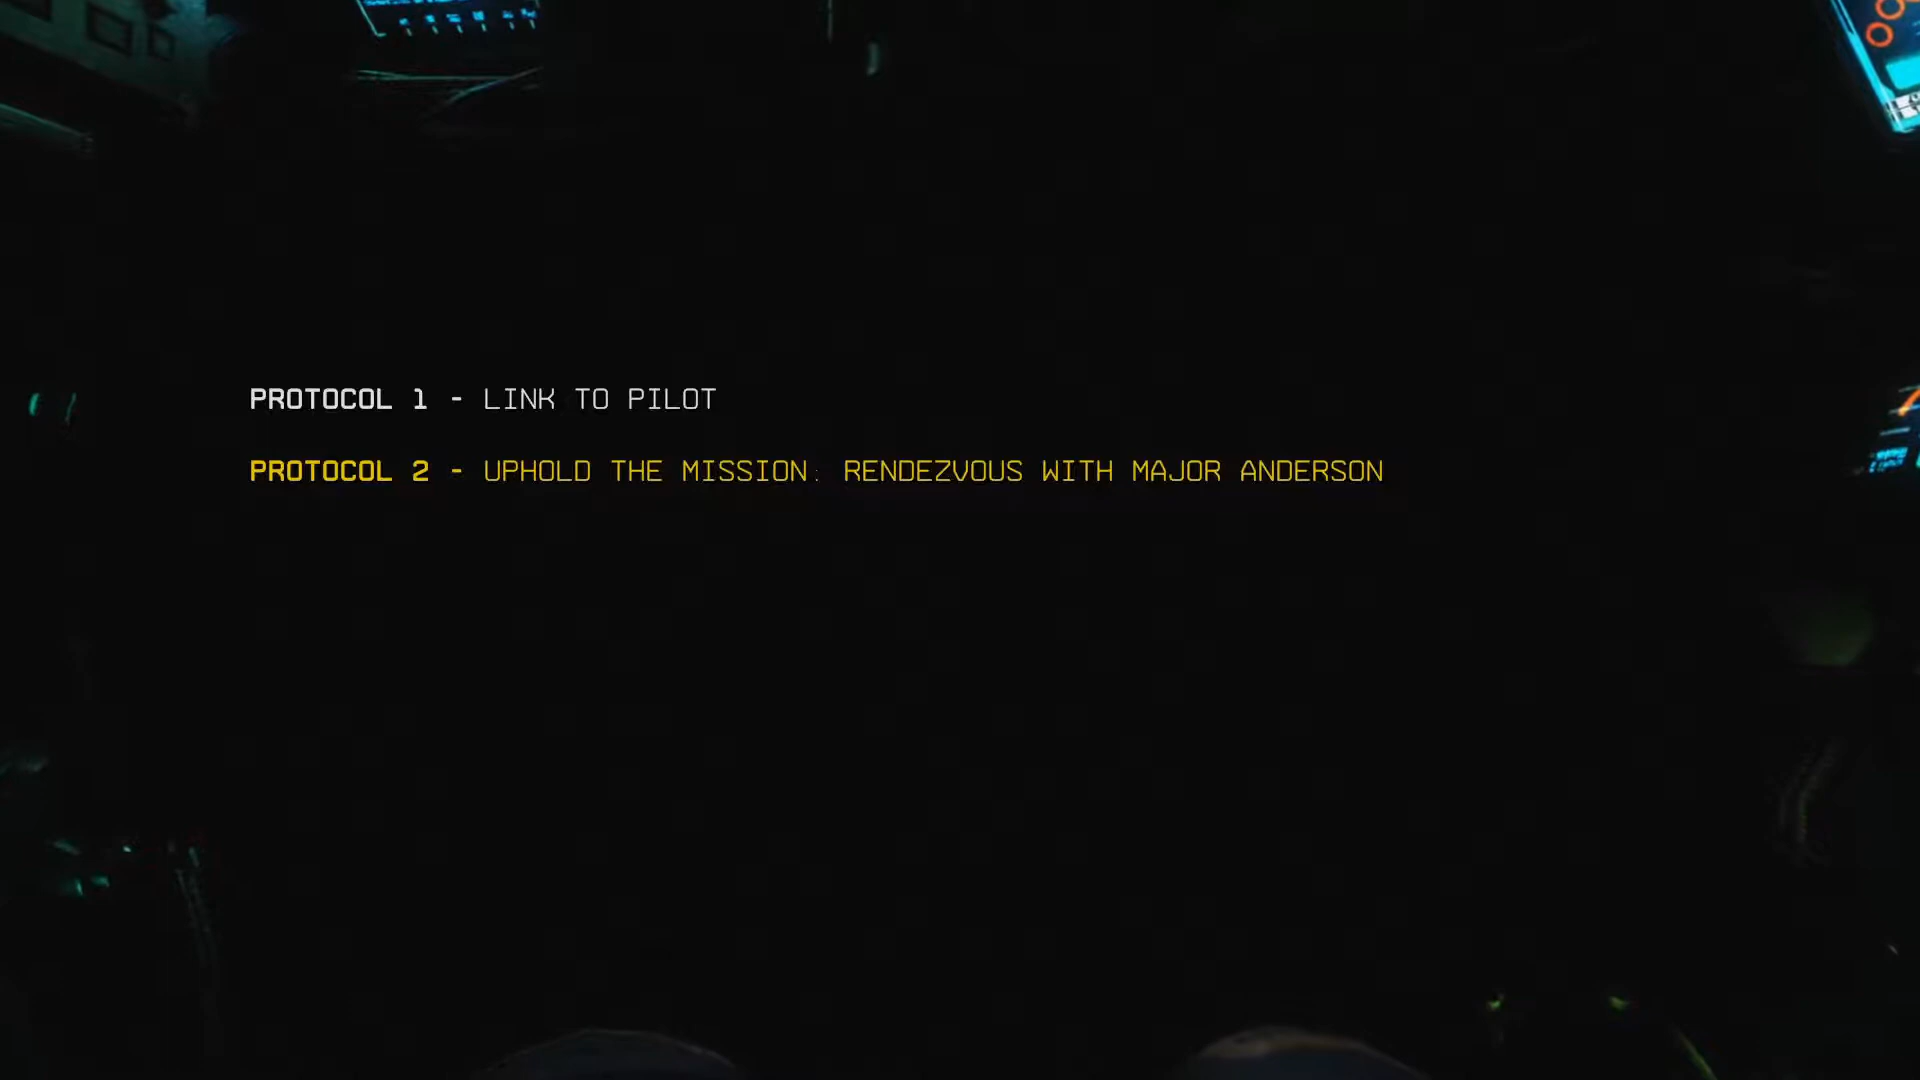 PROTOCOL 1 - LINK TO PILOT
PROTOCOL 2 - UPHOLD THE MISSION: RENDEZVOUS WITH MAJOR ANDERSON